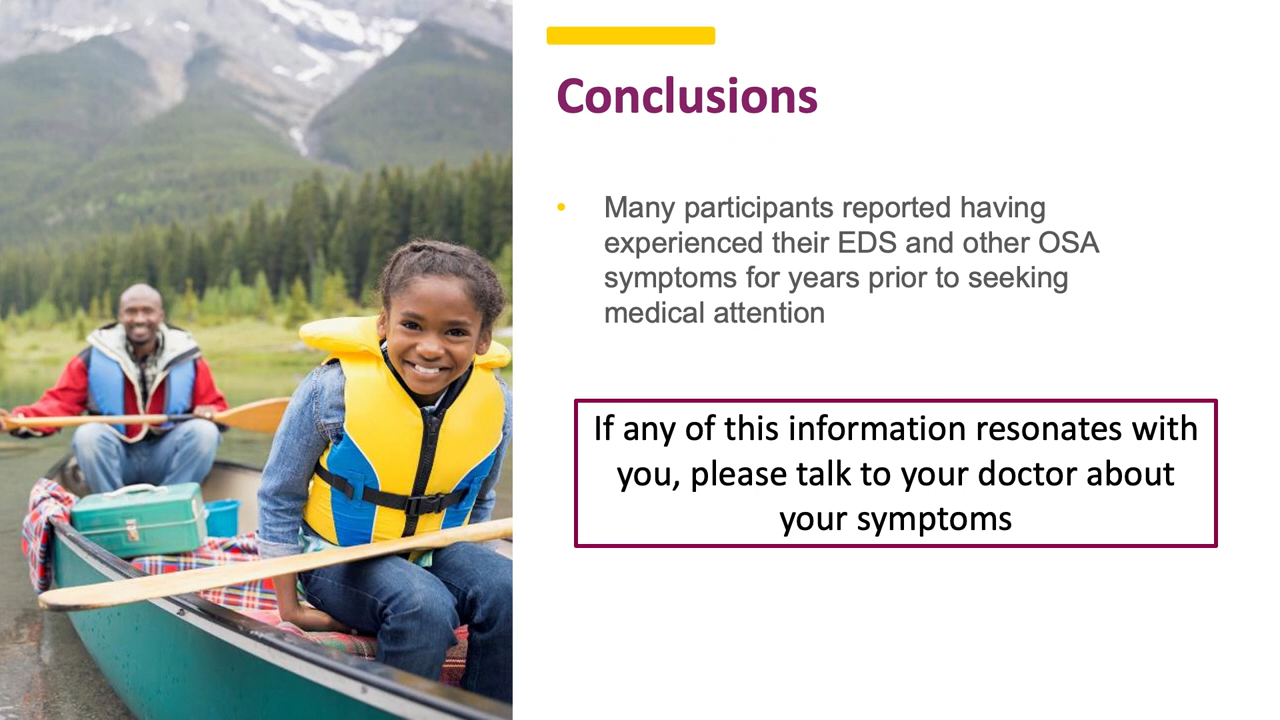 Conclusions
• Many participants reported having
experienced their EDS and other OSA
symptoms for years prior to seeking
medical attention
If any of this information resonates with
you, please talk to your doctor about
your symptoms